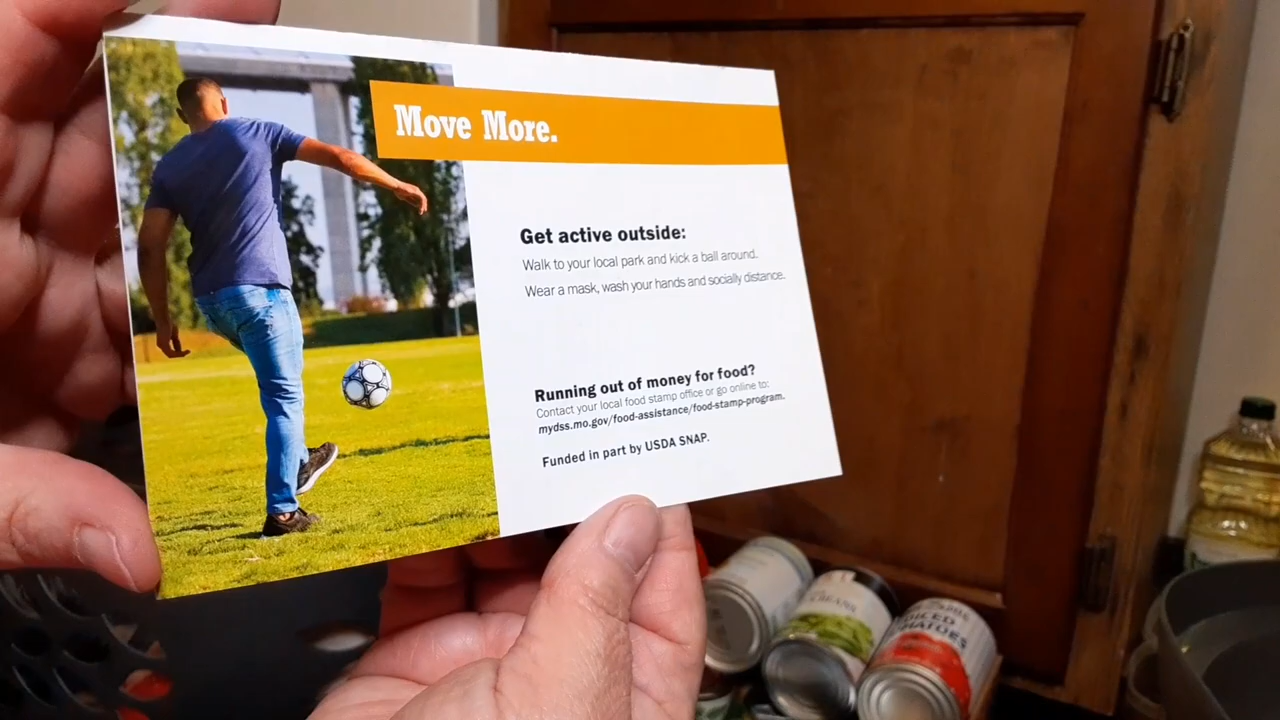 Move More.
Get active outside:
Walk to your local park and kick a ball around.
Wear a mask, wash your hands and socially distance.
Running out of money for food?
Contact your local food stamp office or go online to:
mydss.mo.gov/food-assistance/food-stamp-program.
Funded in part by USDA SNAP.
DICED
TOMATOES